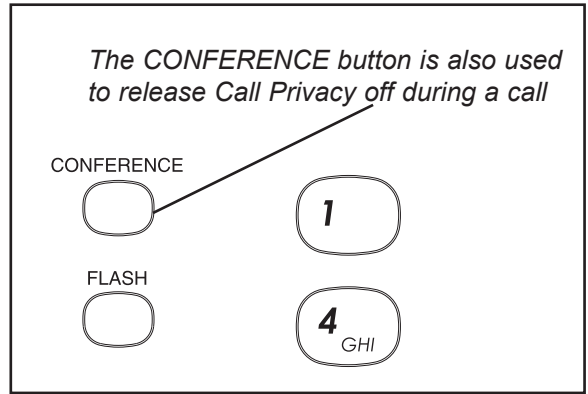 The CONFERENCE button is also used
to release Call Privacy off during a call
CONFERENCE
1
FLASH
4
GHI